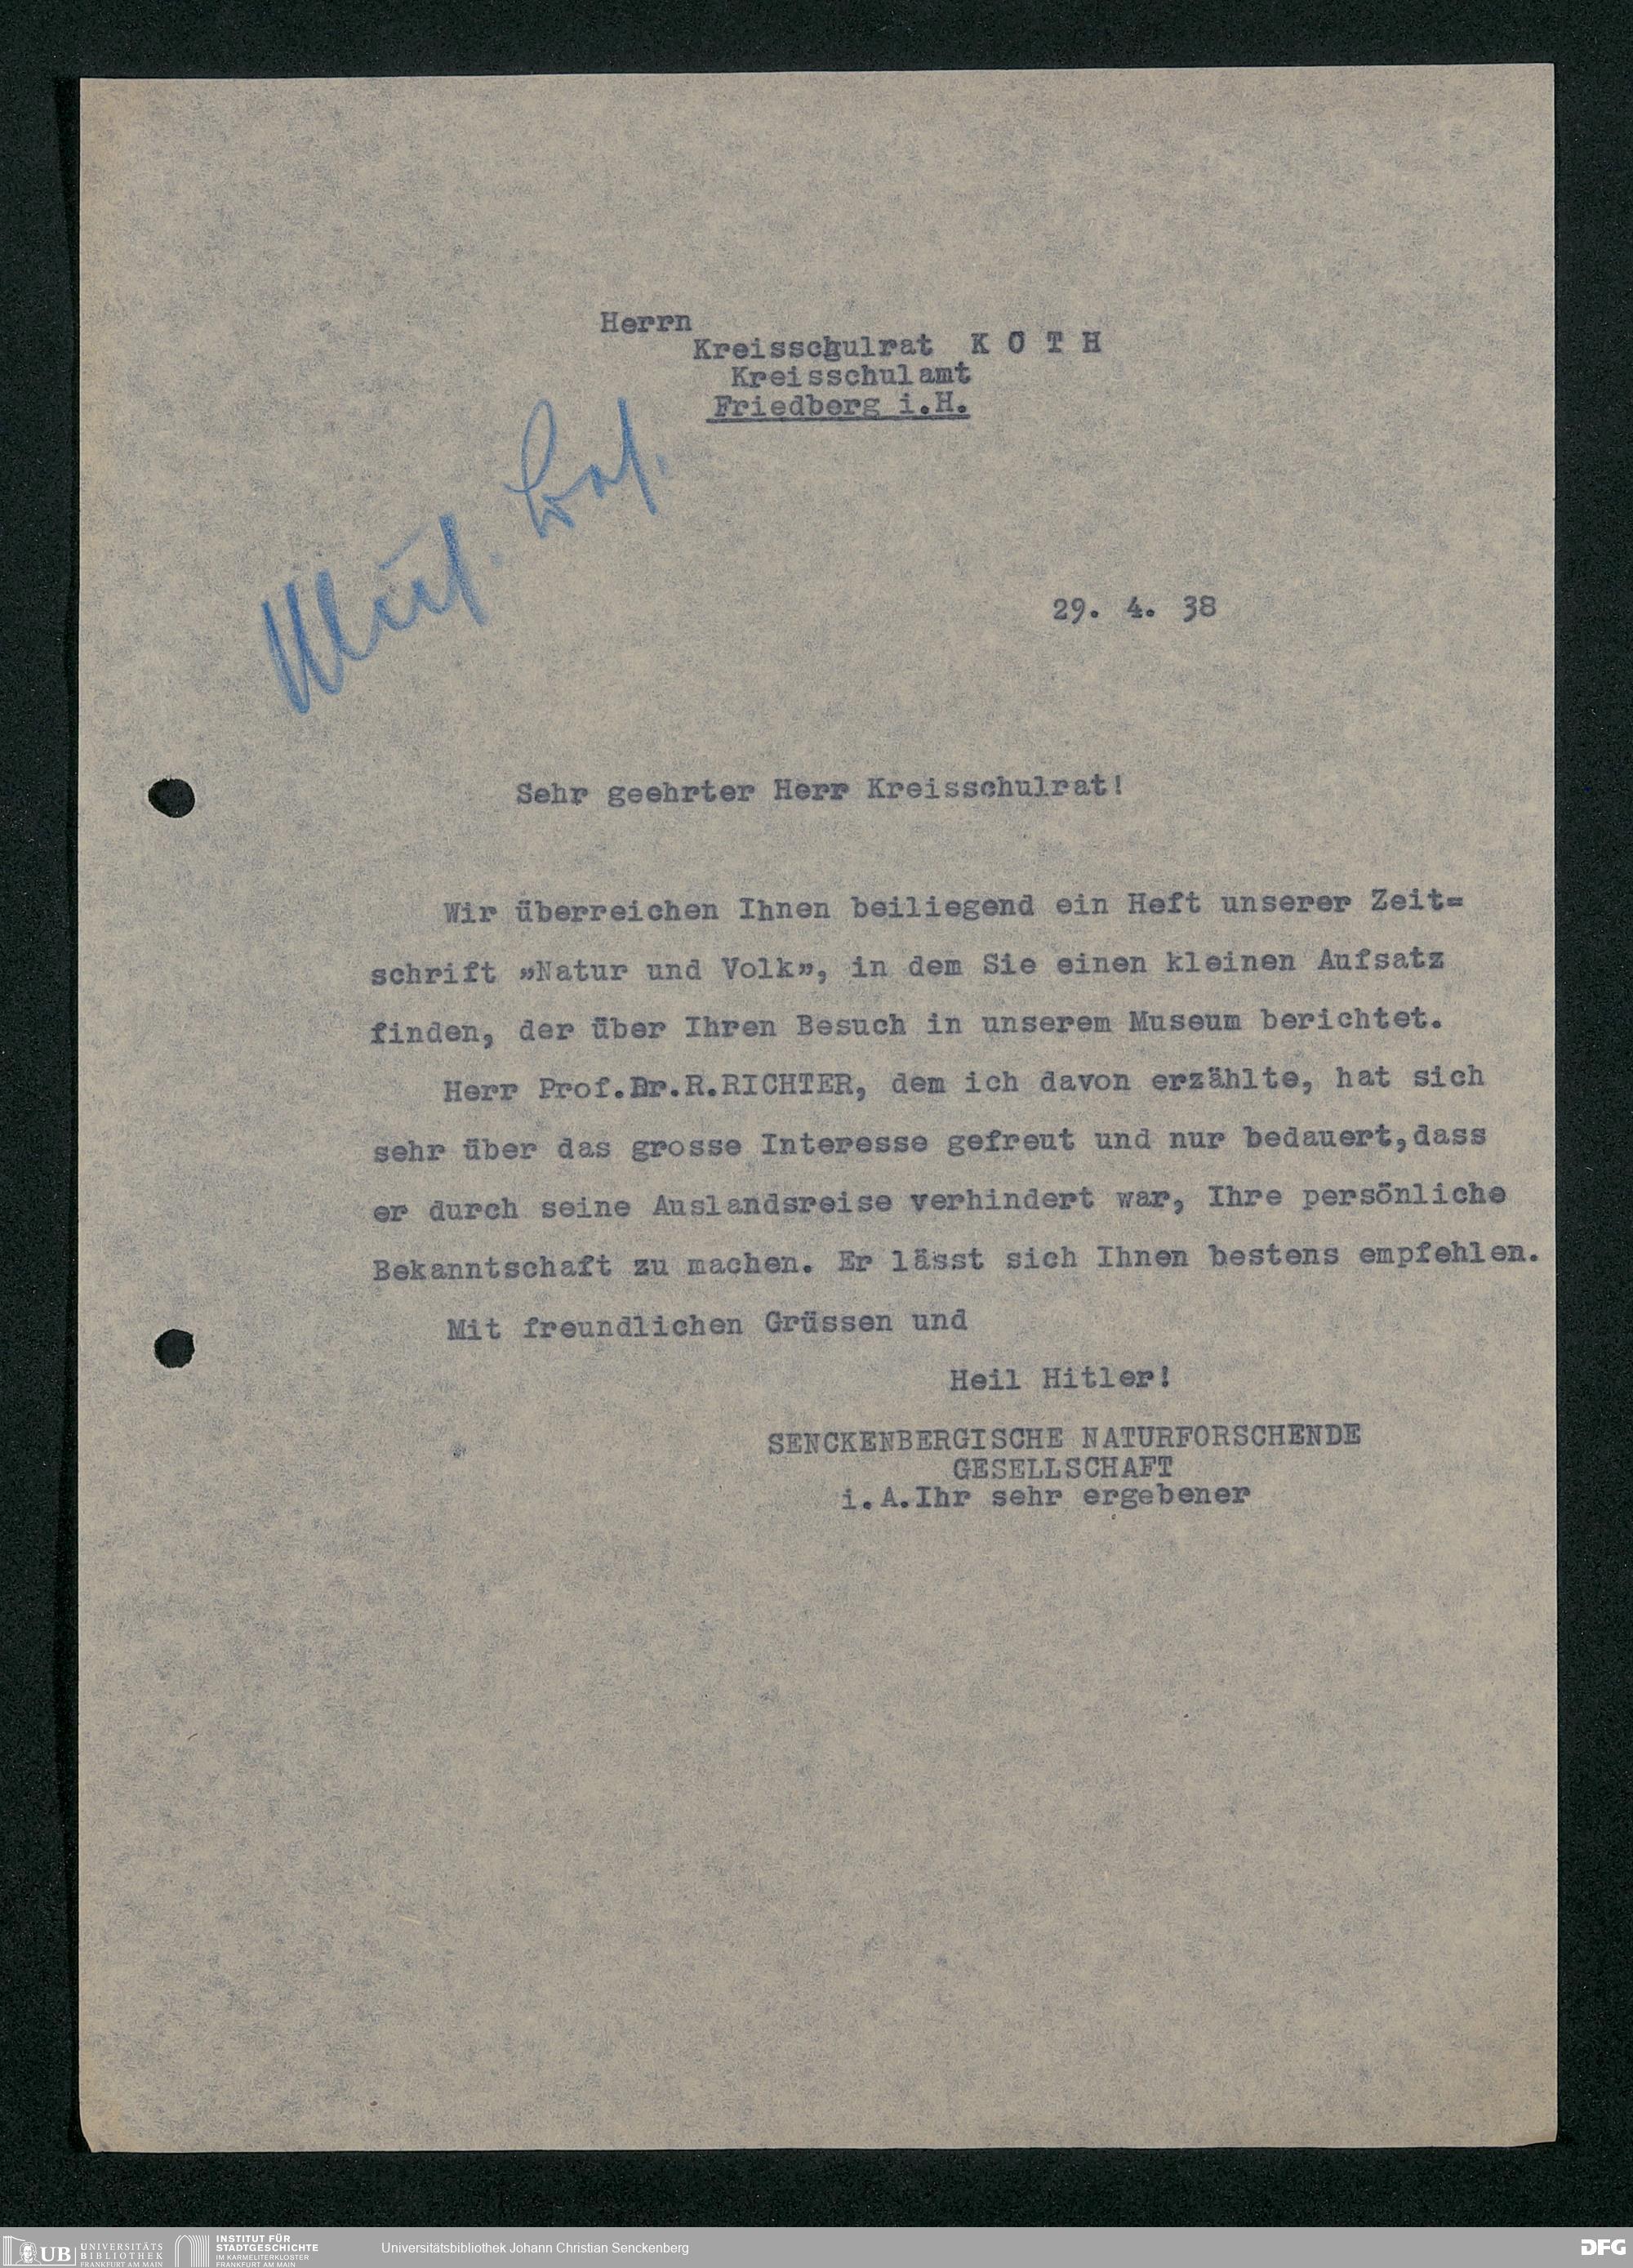 Herrn
Kreisschulrat K Ö T H
Kreisschulamt
Friedberg i.H.
29. 4. 38
Sehr geehrter Herr Kreisschulrat!
Wir überreichen Ihnen beiliegend ein Heft unserer Zeit=
schrift »Natur und Volk», in dem Sie einen kleinen Aufsatz
finden, der über Ihren Besuch in unserem Museum berichtet.
Herr Prof.Dr.R.RICHTER, dem ich davon erzählte, hat sich
sehr über das grosse Interesse gefreut und nur bedauert,dass
er durch seine Auslandsreise verhindert war, Ihre persönliche
Bekanntschaft zu machen. Er lässt sich Ihnen bestens empfehlen.
Mit freundlichen Grüssen und
Heil Hitler!
SENCKENBERGISCHE NATURFORSCHENDE
GESELLSCHAFT
i.A.Ihr sehr ergebener
UB UNIVERSITÄTS
BIBLIOTHEK
FRANKFURT AM MAIN
INSTITUT FÜR
STADTGESCHICHTE
IM KARMELITERKLOSTER
FRANKFURT AM MAIN
Universitätsbibliothek Johann Christian Senckenberg
DFG